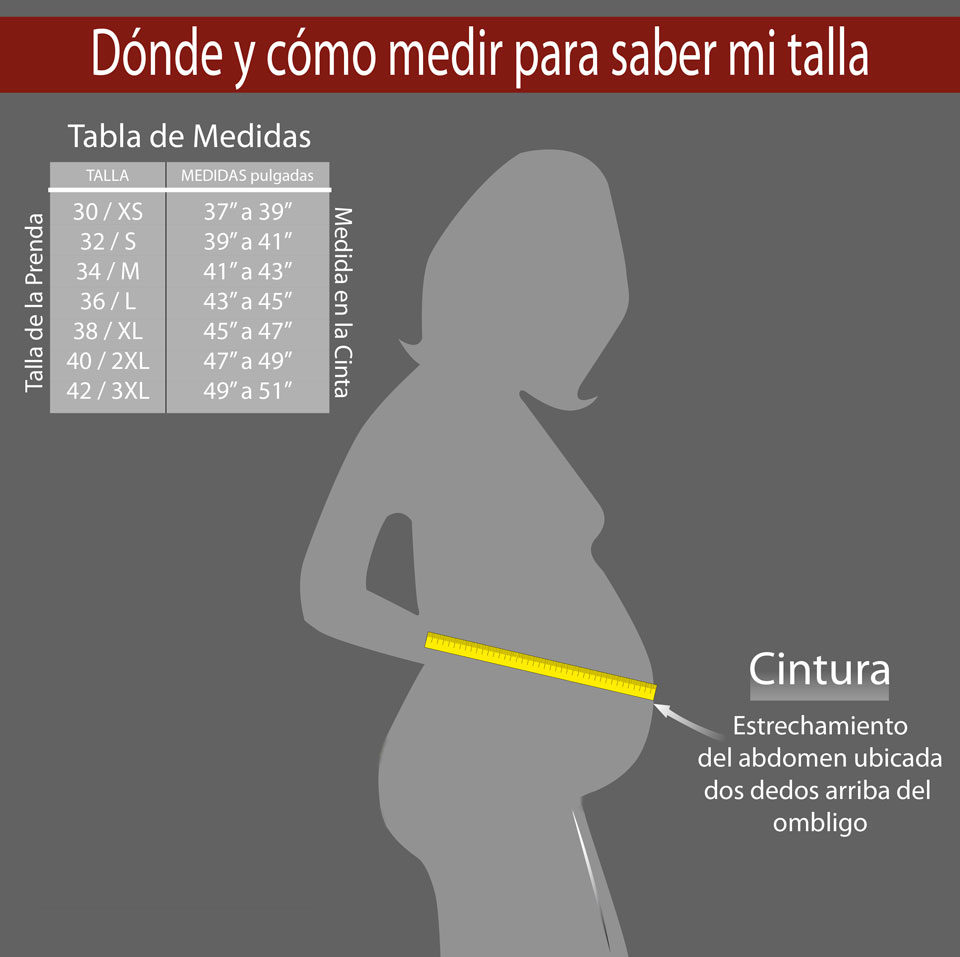 Dónde y cómo medir para saber mi talla
Tabla de Medidas
TALLA MEDIDAS pulgadas
30 / XS 37” a 39”
32 / S 39” a 41”
34 / M 41” a 43”
36 / L 43” a 45”
38 / XL 45” a 47”
40 / 2XL 47” a 49”
42 / 3XL 49” a 51”
Talla de la Prenda
Medida en la Cinta
Cintura
Estrechamiento
del abdomen ubicada
dos dedos arriba del
ombligo